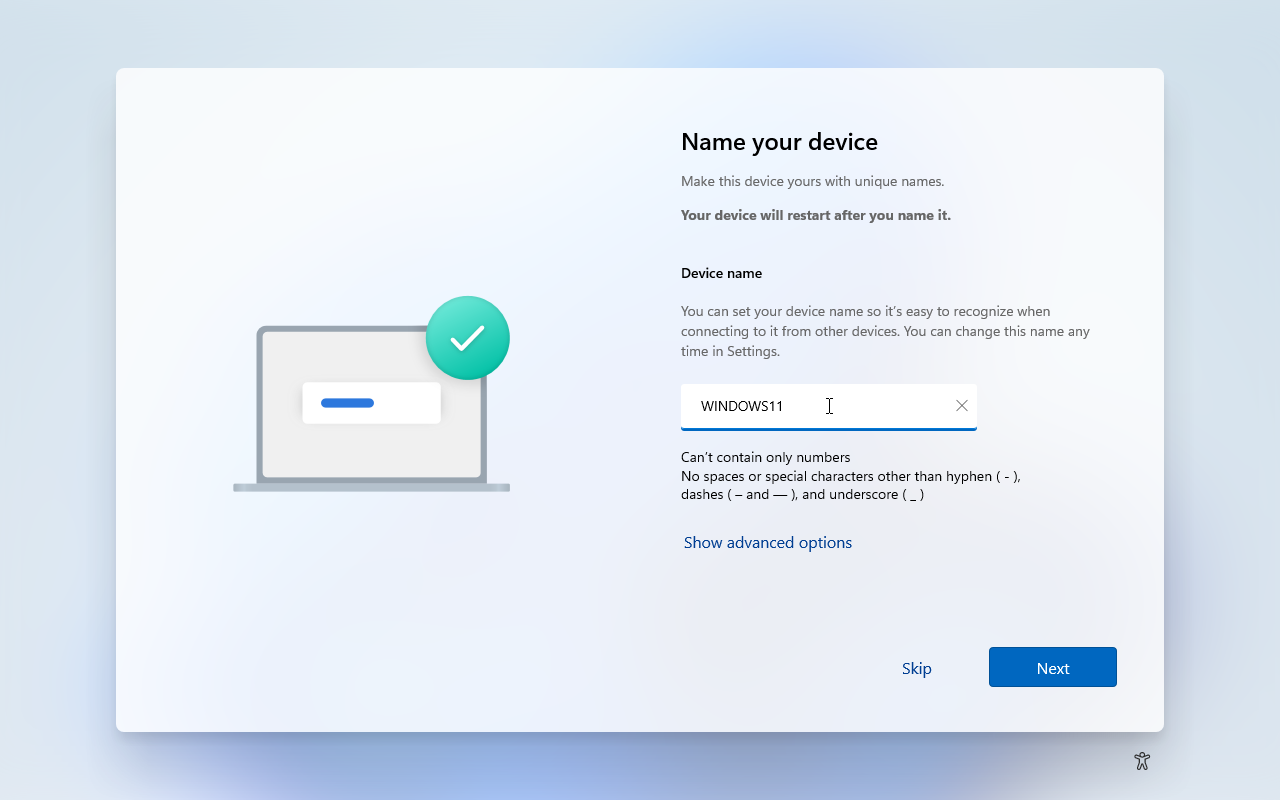 Name your device
Make this device yours with unique names.
Your device will restart after you name it.
Device name
You can set your device name so it's easy to recognize when
connecting to it from other devices. You can change this name any
time in Settings.
WINDOWS11
Can't contain only numbers
No spaces or special characters other than hyphen ( - ),
dashes ( – and — ), and underscore ( _ )
Show advanced options
Skip
Next